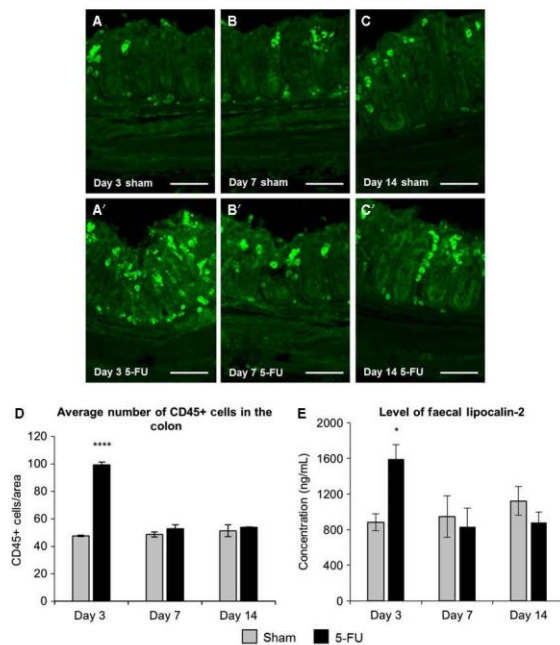 A
B
C
Day 3 sham
Day 7 sham
Day 14 sham
A′
B′
C′
Day 3 5-FU
Day 7 5-FU
Day 14 5-FU
D
Average number of CD45+ cells in the
colon
CD45+ cells/area
120
100
80
60
40
20
0
****
Day 3
Day 7
Day 14
E
Level of faecal lipocalin-2
Concentration (ng/mL)
1800
1600
1200
800
400
0
*
Day 3
Day 7
Day 14
Sham
5-FU